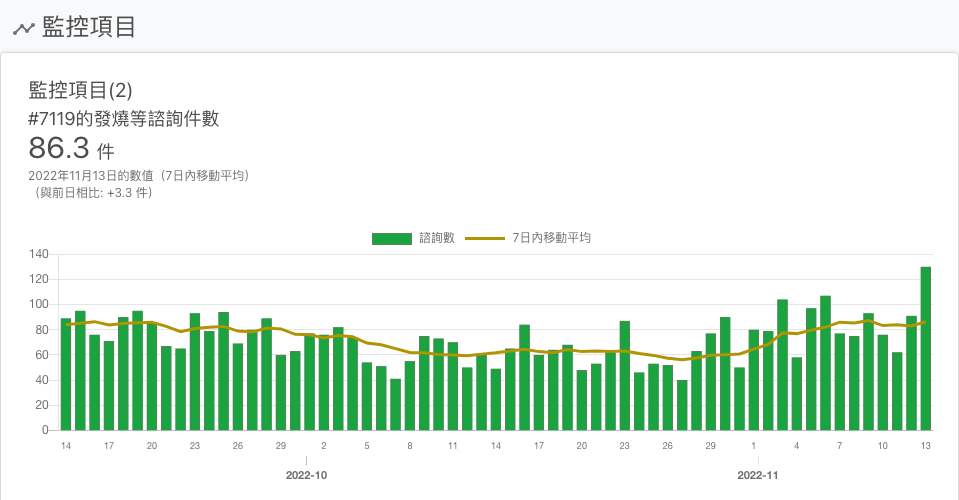 監控項目
監控項目(2)
#7119的發燒等諮詢件數
86.3 件
2022年11月13日的數值（7日內移動平均）
（與前日相比: +3.3 件）
諮詢數 7日內移動平均
140
120
100
80
60
40
20
0
14 17 20 23 26 29 2 5 8 11 14 17 20 23 26 29 1 4 7 10 13
2022-10 2022-11